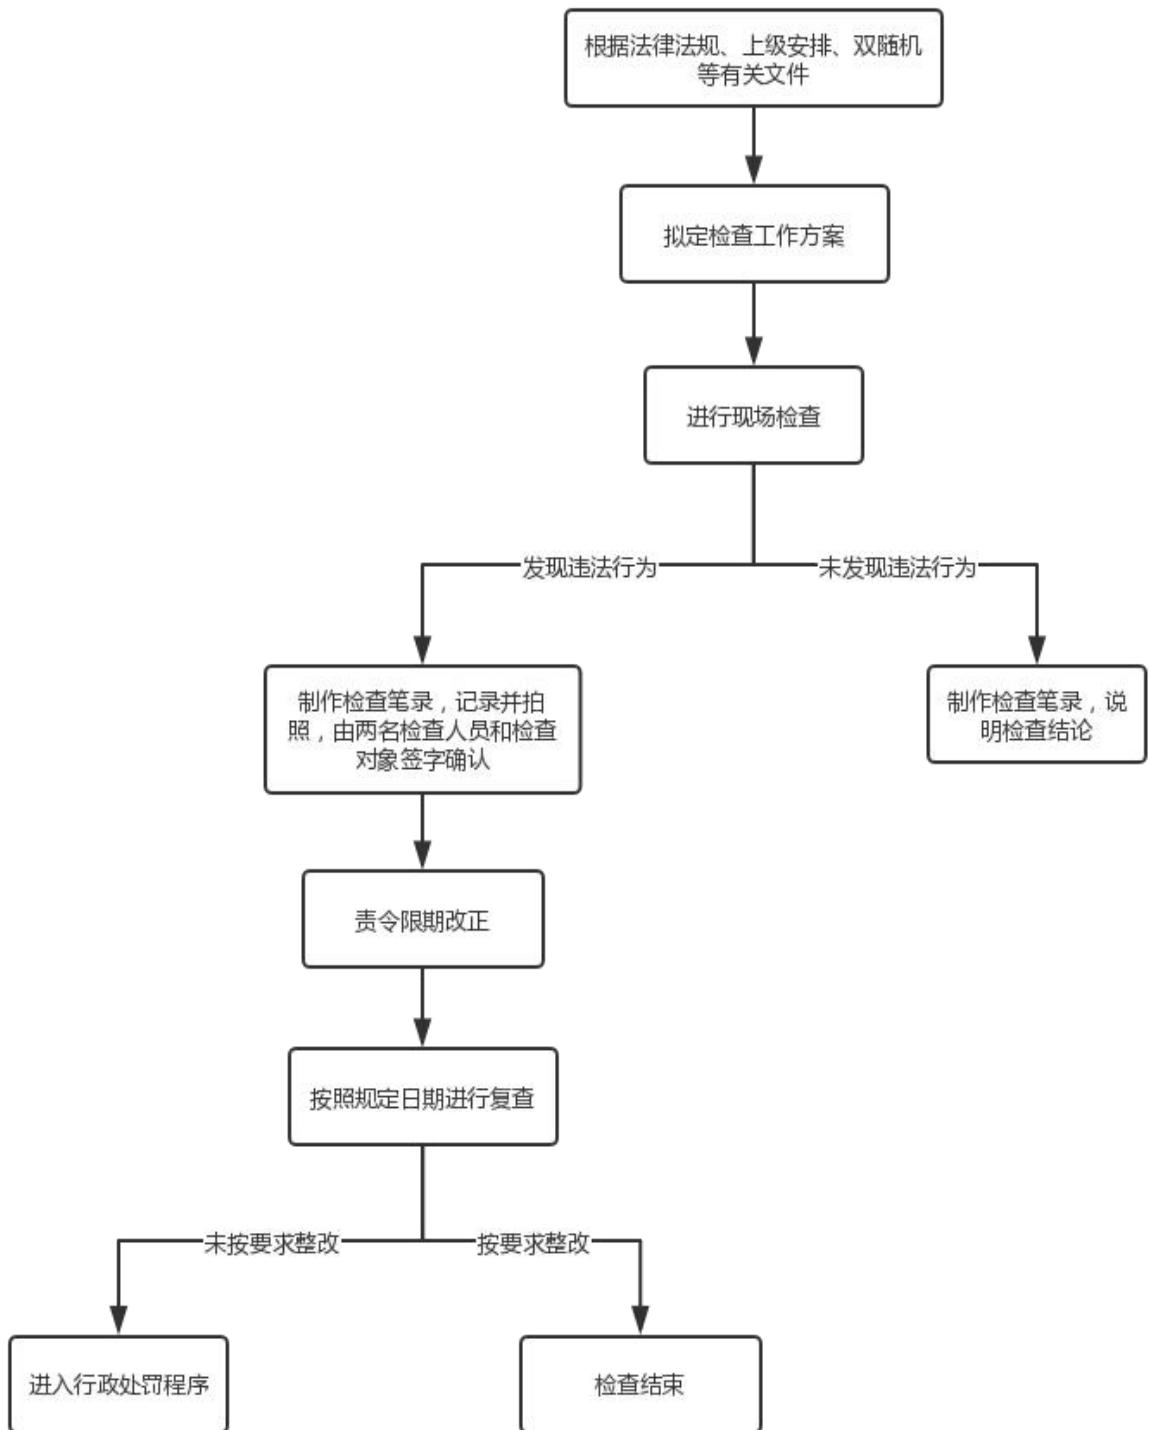 根据法律法规、上级安排、双随机
等有关文件
拟定检查工作方案
进行现场检查
发现违法行为
未发现违法行为
制作检查笔录，记录并拍
照，由两名检查人员和检查
对象签字确认
制作检查笔录，说
明检查结论
责令限期改正
按照规定日期进行复查
未按要求整改
按要求整改
进入行政处罚程序
检查结束